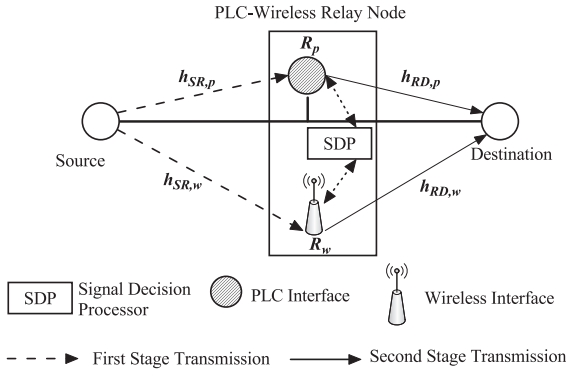 PLC-Wireless Relay Node
R_p
h_SR,p
h_RD,p
SDP
Source
Destination
h_SR,w
h_RD,w
R_w
SDP
Signal Decision
Processor
PLC Interface
Wireless Interface
First Stage Transmission
Second Stage Transmission